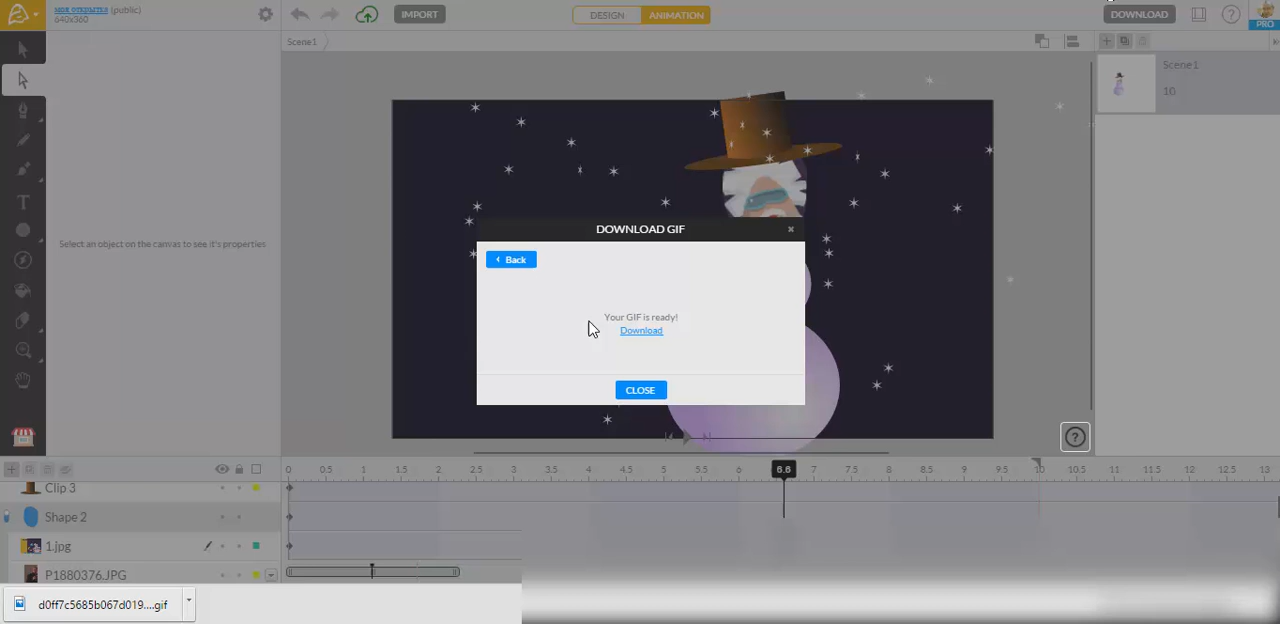 (public)
640x360
IMPORT
DESIGN
ANIMATION
DOWNLOAD
?
PRO
Scene1
Scene1
10
T
Select an object on the canvas to see it's properties
DOWNLOAD GIF
×
Back
Your GIF is ready!
Download
CLOSE
?
0 0.5 1 1.5 2 2.5 3 3.5 4 4.5 5 5.5 6 6.6 7 7.5 8 8.5 9 9.5 10 10.5 11 11.5 12 12.5 13
Clip 3
Shape 2
1.jpg
P1880376.JPG
d0ff7c5685b067d019....gif